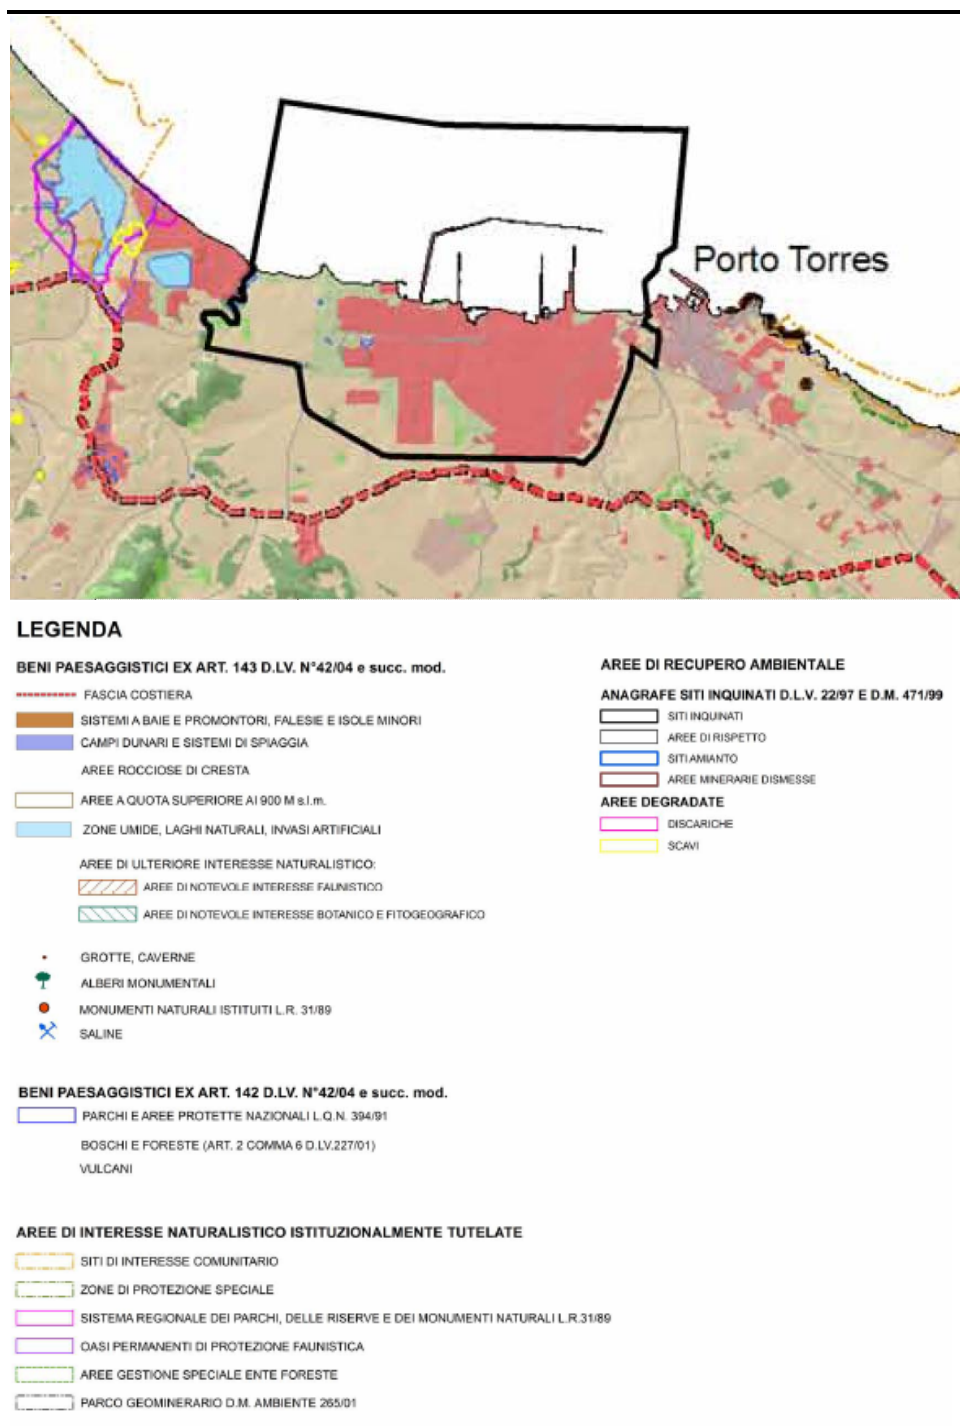 Porto Torres
LEGENDA
BENI PAESAGGISTICI EX ART. 143 D.LV. N°42/04 e succ. mod.
FASCIA COSTIERA
SISTEMI A BAIE E PROMONTORI, FALESIE E ISOLE MINORI
CAMPI DUNARI E SISTEMI DI SPIAGGIA
AREE ROCCIOSE DI CRESTA
AREE A QUOTA SUPERIORE AI 900 M s.l.m.
ZONE UMIDE, LAGHI NATURALI, INVASI ARTIFICIALI
AREE DI ULTERIORE INTERESSE NATURALISTICO:
AREE DI NOTEVOLE INTERESSE FAUNISTICO
AREE DI NOTEVOLE INTERESSE BOTANICO E FITOGEOGRAFICO
GROTTE, CAVERNE
ALBERI MONUMENTALI
MONUMENTI NATURALI ISTITUITI L.R. 31/89
SALINE
BENI PAESAGGISTICI EX ART. 142 D.LV. N°42/04 e succ. mod.
PARCHI E AREE PROTETTE NAZIONALI L.Q.N. 394/91
BOSCHI E FORESTE (ART. 2 COMMA 6 D.LV.227/01)
VULCANI
AREE DI INTERESSE NATURALISTICO ISTITUZIONALMENTE TUTELATE
SITI DI INTERESSE COMUNITARIO
ZONE DI PROTEZIONE SPECIALE
SISTEMA REGIONALE DEI PARCHI, DELLE RISERVE E DEI MONUMENTI NATURALI L.R.31/89
OASI PERMANENTI DI PROTEZIONE FAUNISTICA
AREE GESTIONE SPECIALE ENTE FORESTE
PARCO GEOMINERARIO D.M. AMBIENTE 265/01
AREE DI RECUPERO AMBIENTALE
ANAGRAFE SITI INQUINATI D.L.V. 22/97 E D.M. 471/99
SITI INQUINATI
AREE DI RISPETTO
SITI AMIANTO
AREE MINERARIE DISMESSE
AREE DEGRADATE
DISCARICHE
SCAVI